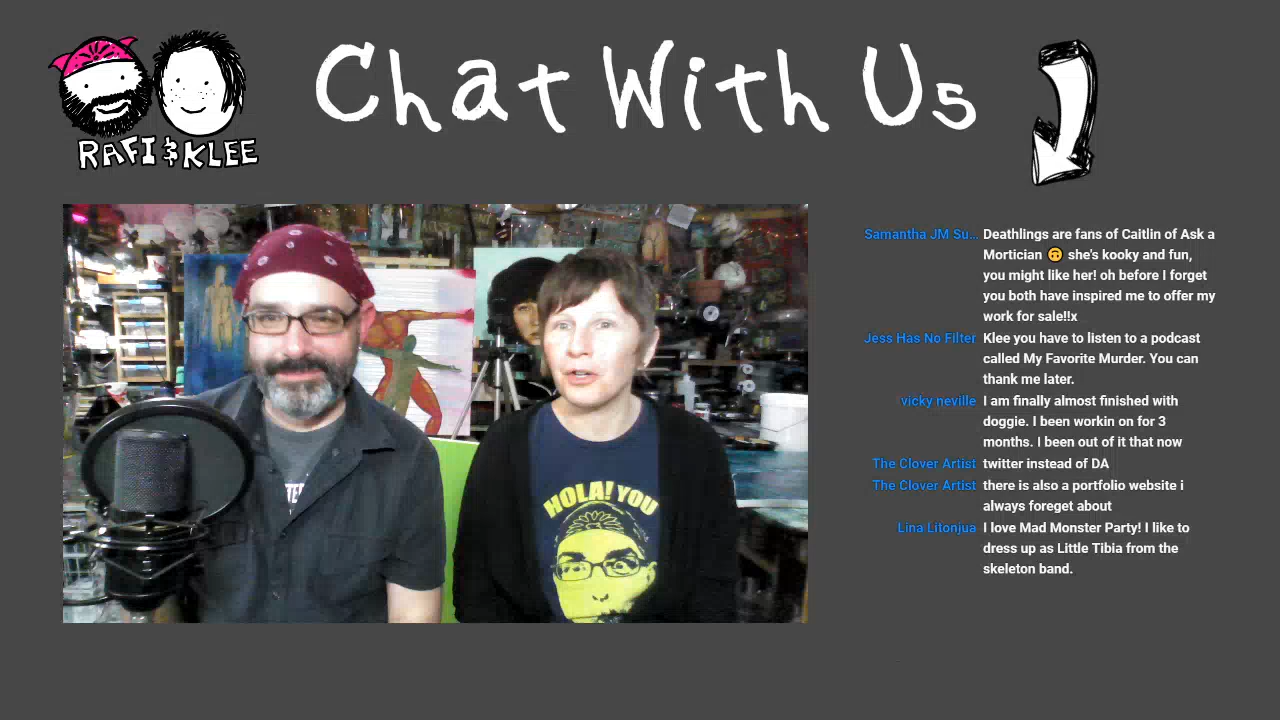 Chat With Us
RAFI & KLEE
Samantha JM Su... Deathlings are fans of Caitlin of Ask a
Mortician 🙃 she's kooky and fun,
you might like her! oh before I forget
you both have inspired me to offer my
work for sale!!x
Jess Has No Filter Klee you have to listen to a podcast
called My Favorite Murder. You can
thank me later.
vicky neville I am finally almost finished with
doggie. I been workin on for 3
months. I been out of it that now
The Clover Artist twitter instead of DA
The Clover Artist there is also a portfolio website i
always foreget about
Lina Litonjua I love Mad Monster Party! I like to
dress up as Little Tibia from the
skeleton band.
HOLA! YOU